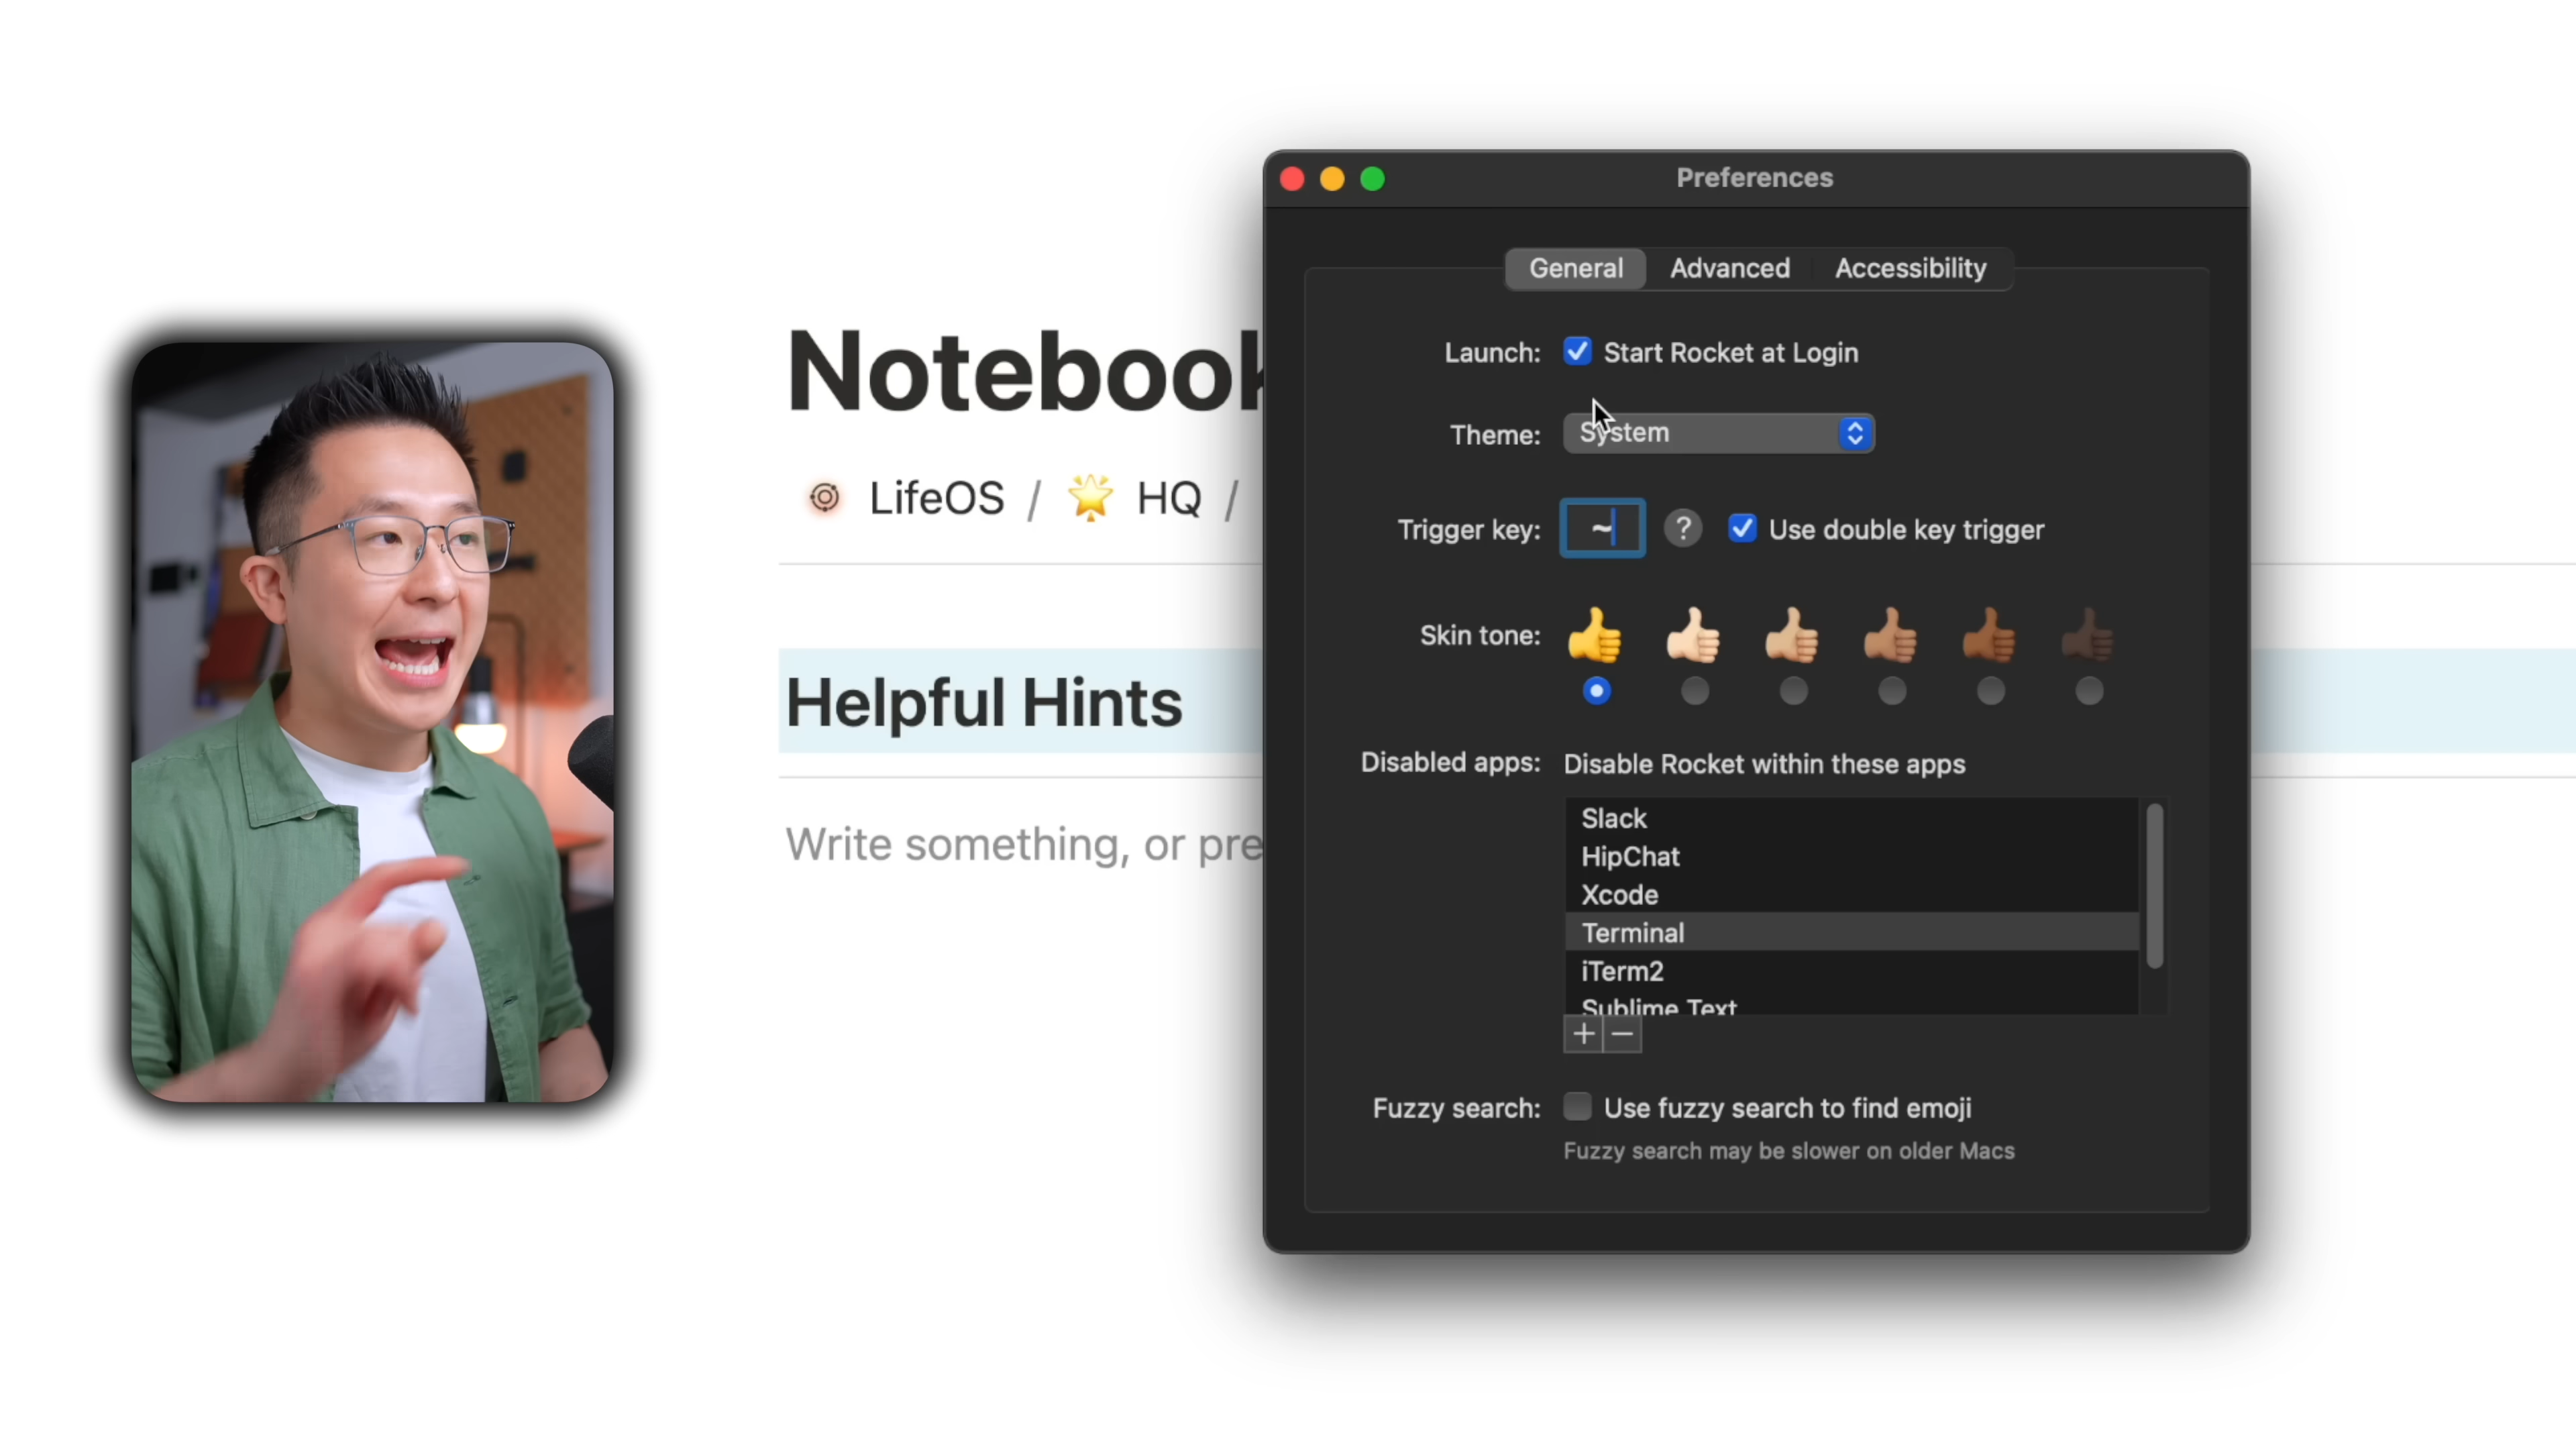 Preferences
General Advanced Accessibility
Launch: Start Rocket at Login
Theme: System
Trigger key: ~ ? Use double key trigger
Skin tone:
Disabled apps: Disable Rocket within these apps
Slack
HipChat
Xcode
Terminal
iTerm2
Sublime Text
+ −
Fuzzy search: Use fuzzy search to find emoji
Fuzzy search may be slower on older Macs
Notebook
LifeOS / HQ /
Helpful Hints
Write something, or pre